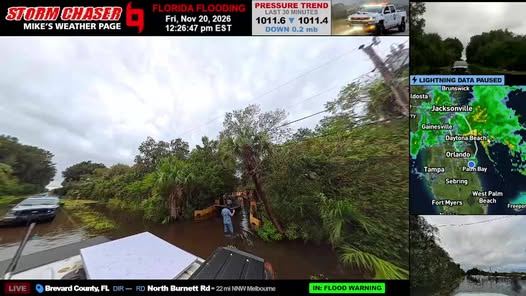 STORM CHASER
MIKE'S WEATHER PAGE
FLORIDA FLOODING
Fri, Nov 20, 2026
12:26:47 pm EST
PRESSURE TREND
LAST 30 MINUTES
1011.6 ▼ 1011.4
DOWN 0.2 mb
LIGHTNING DATA PAUSED
Brunswick
Jacksonville
Gainesville
Daytona Beach
Orlando
Tampa
Palm Bay
Sebring
West Palm Beach
Fort Myers
LIVE
Brevard County, FL DIR — RD North Burnett Rd - 22 mi NNW Melbourne
IN: FLOOD WARNING